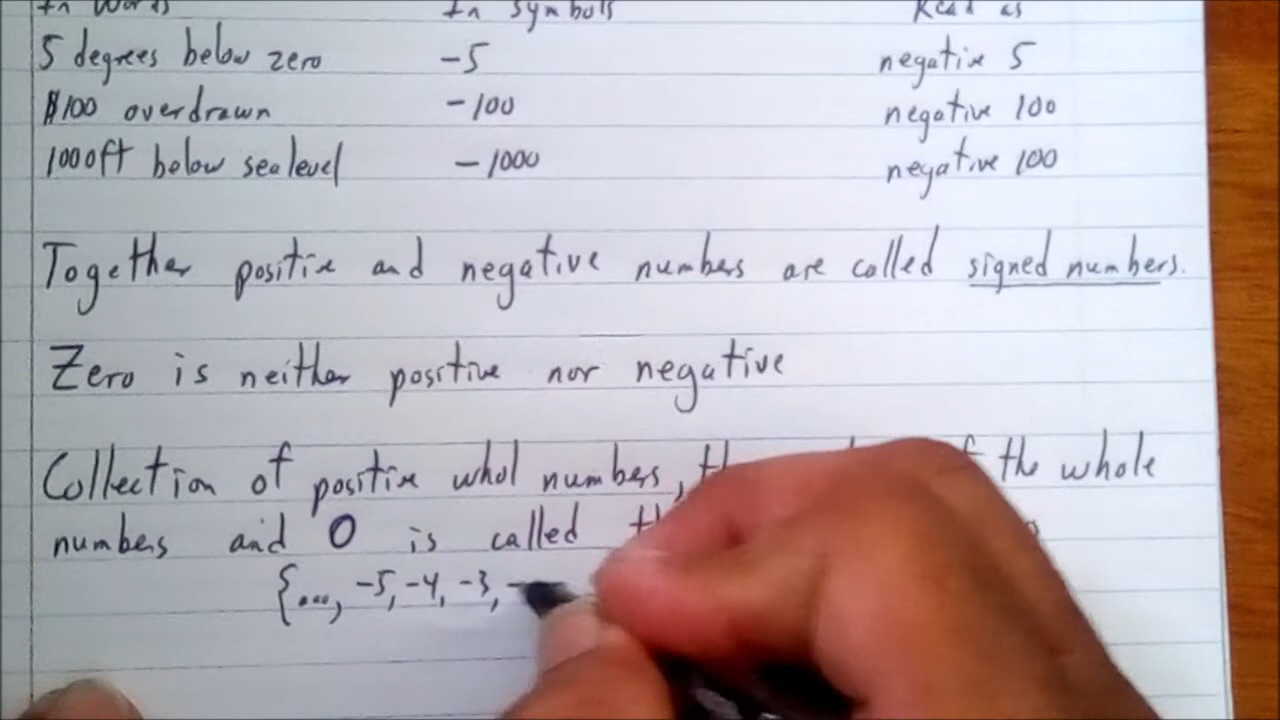 In words In symbols Read as
5 degrees below zero -5 negative 5
$100 overdrawn -100 negative 100
1000ft below sea level -1000 negative 100
Together positive and negative numbers are called signed numbers.
Zero is neither positive nor negative
Collection of positive whol numbers, the whole
numbers and 0 is called
{..., -5, -4, -3, -